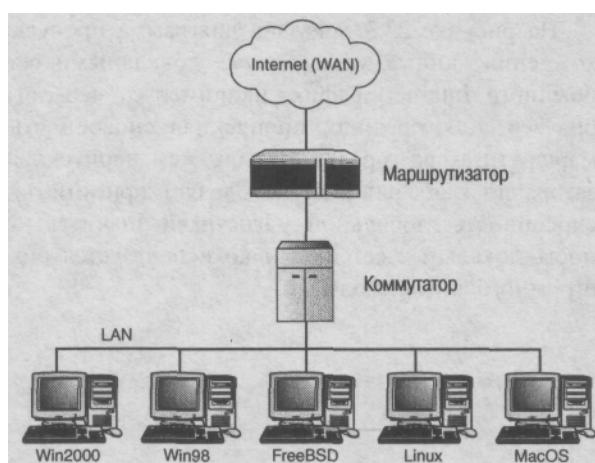 Internet (WAN)
Маршрутизатор
Коммутатор
LAN
Win2000 Win98 FreeBSD Linux MacOS